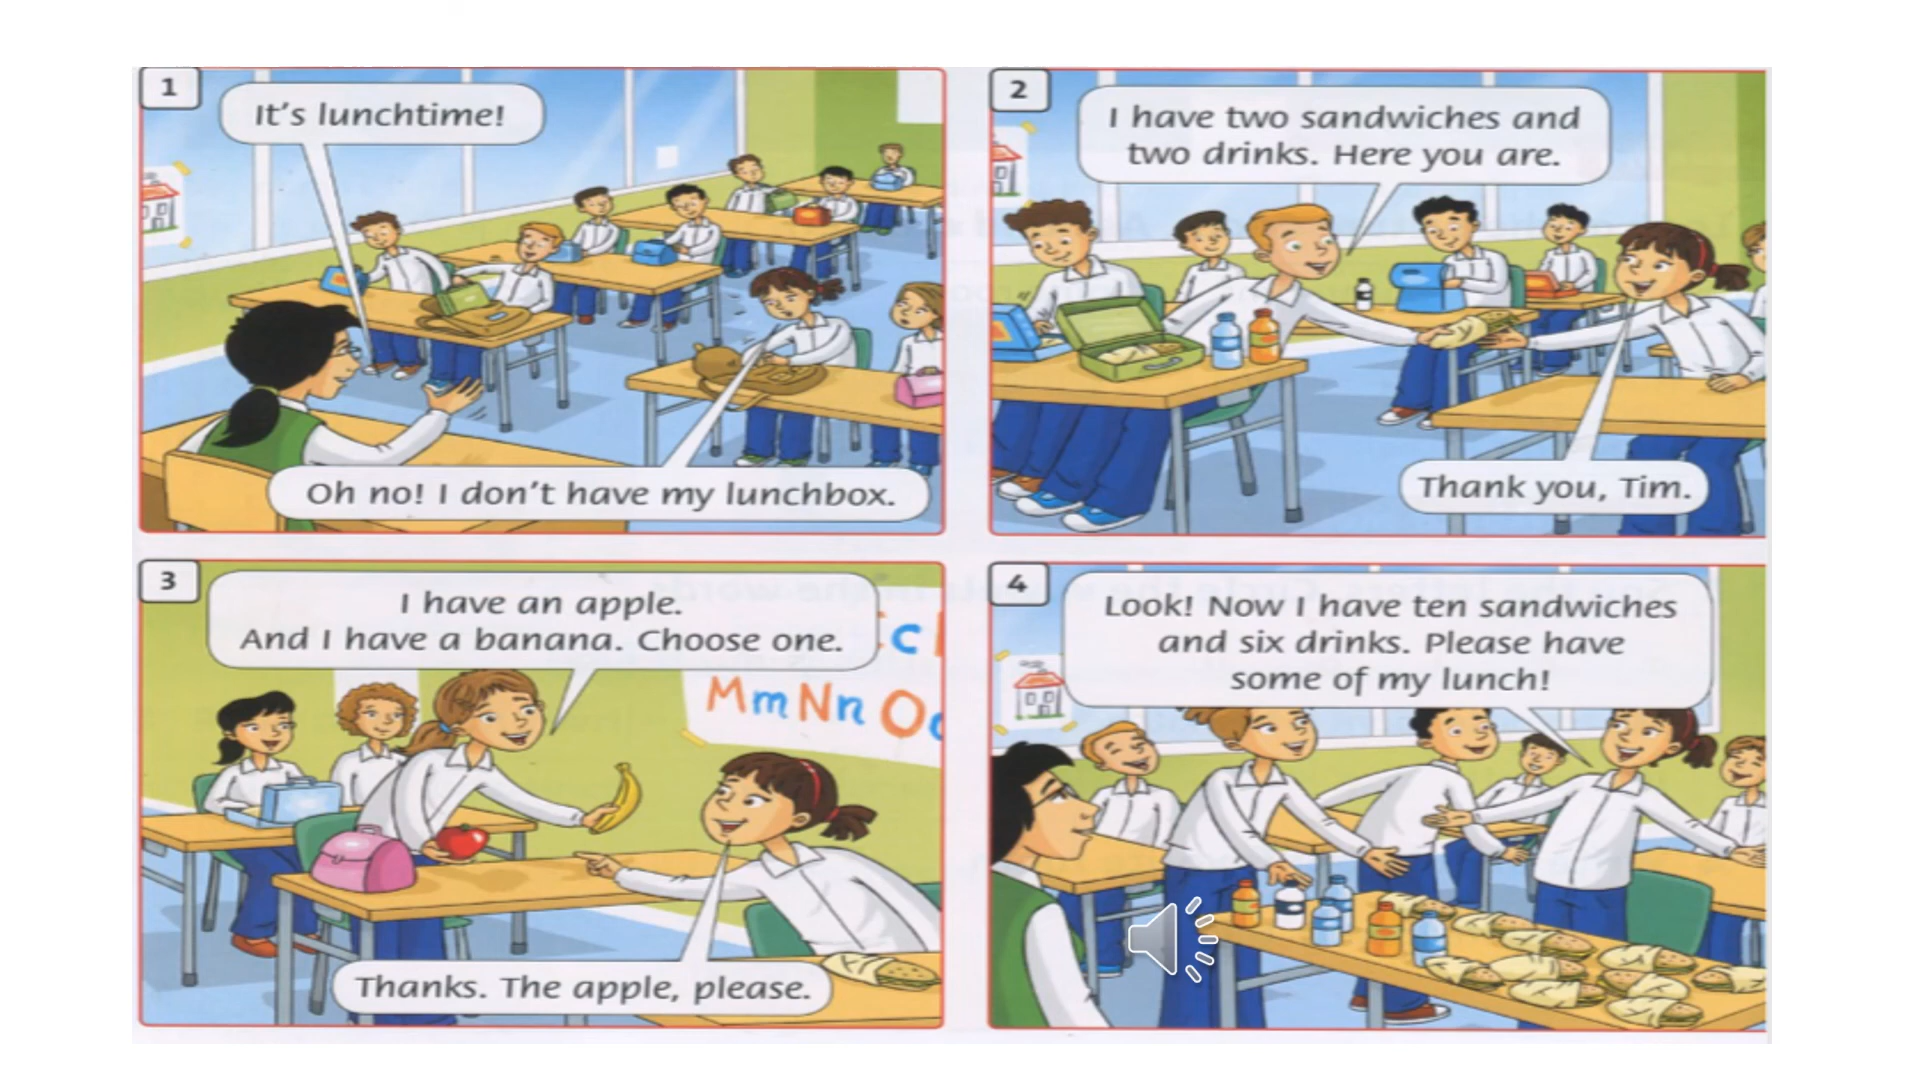 1
It's lunchtime!
Oh no! I don't have my lunchbox.
2
I have two sandwiches and
two drinks. Here you are.
Thank you, Tim.
3
I have an apple.
And I have a banana. Choose one.
Mm Nn O
Thanks. The apple, please.
4
Look! Now I have ten sandwiches
and six drinks. Please have
some of my lunch!